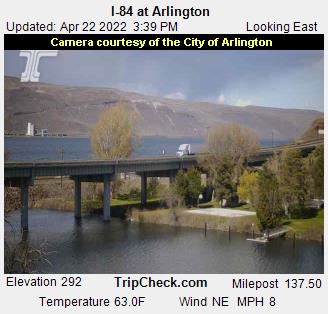 I-84 at Arlington
Updated: Apr 22 2022 3:39 PM Looking East
Camera courtesy of the City of Arlington
Elevation 292 TripCheck.com Milepost 137.50
Temperature 63.0F Wind NE MPH 8